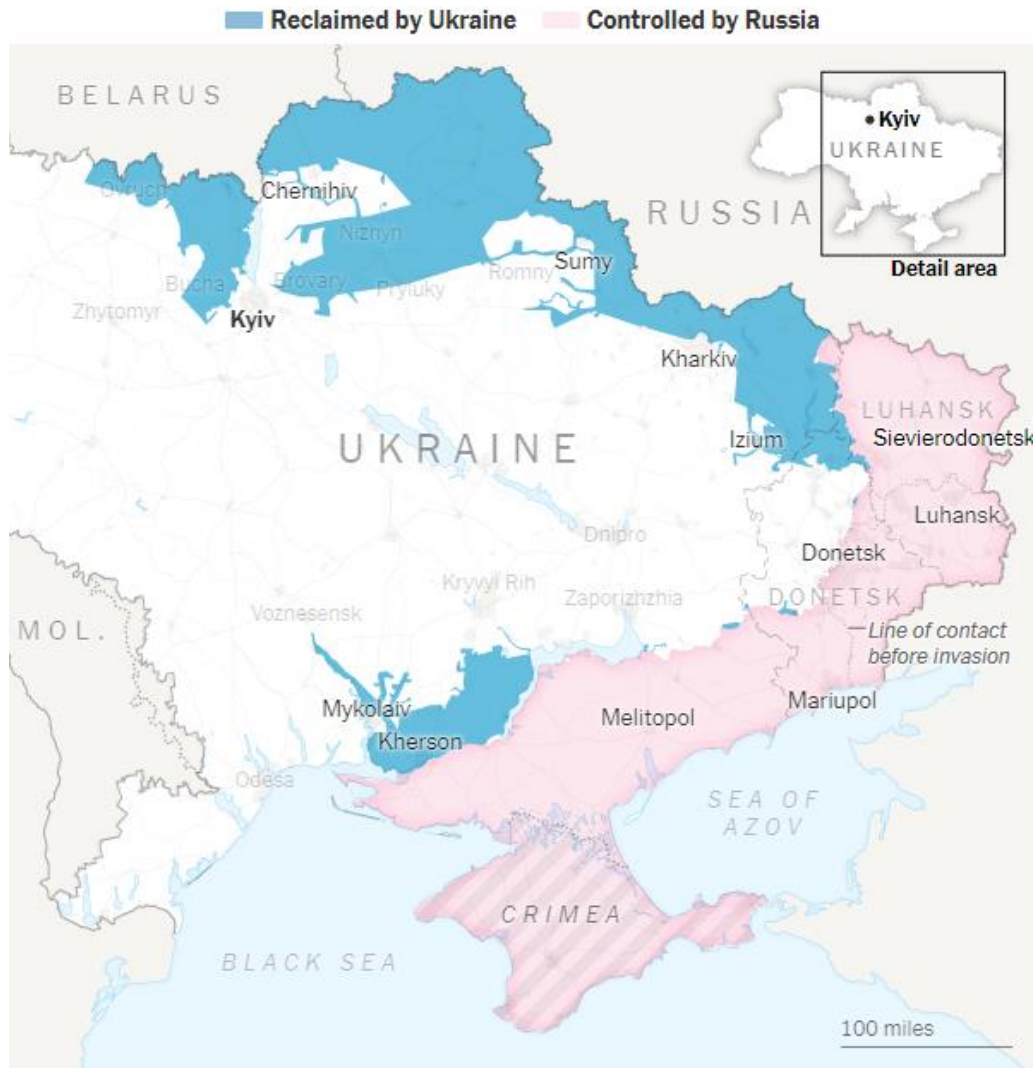 Reclaimed by Ukraine
Controlled by Russia
BELARUS
Kyiv
UKRAINE
Detail area
RUSSIA
Ovruch
Chernihiv
Nizhyn
Bucha
Brovary
Pryluky
Romny
Sumy
Zhytomyr
Kyiv
Kharkiv
LUHANSK
Sievierodonetsk
Izium
UKRAINE
Luhansk
Dnipro
Donetsk
Kryvyi Rih
Zaporizhzhia
DONETSK
Voznesensk
MOL.
Line of contact
before invasion
Mykolaiv
Mariupol
Melitopol
Kherson
Odesa
SEA OF
AZOV
CRIMEA
BLACK SEA
100 miles